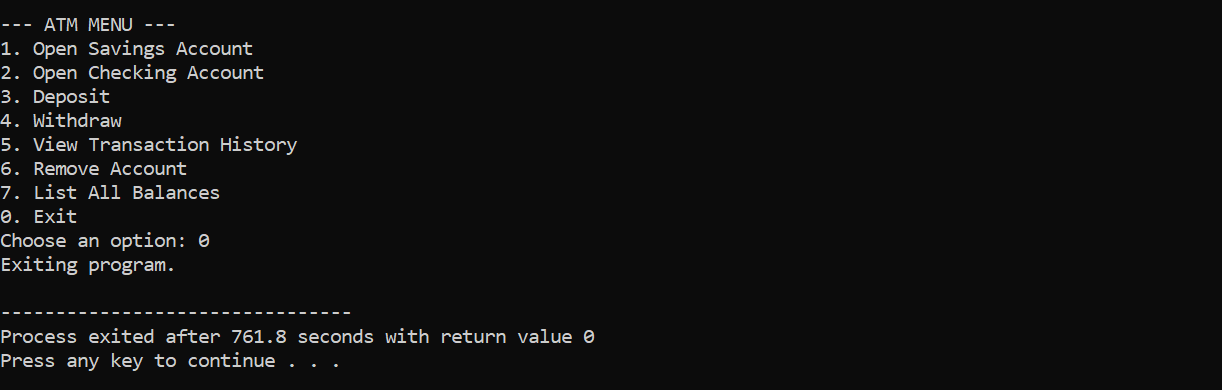 --- ATM MENU ---
1. Open Savings Account
2. Open Checking Account
3. Deposit
4. Withdraw
5. View Transaction History
6. Remove Account
7. List All Balances
0. Exit
Choose an option: 0
Exiting program.
--------------------------------
Process exited after 761.8 seconds with return value 0
Press any key to continue . . .